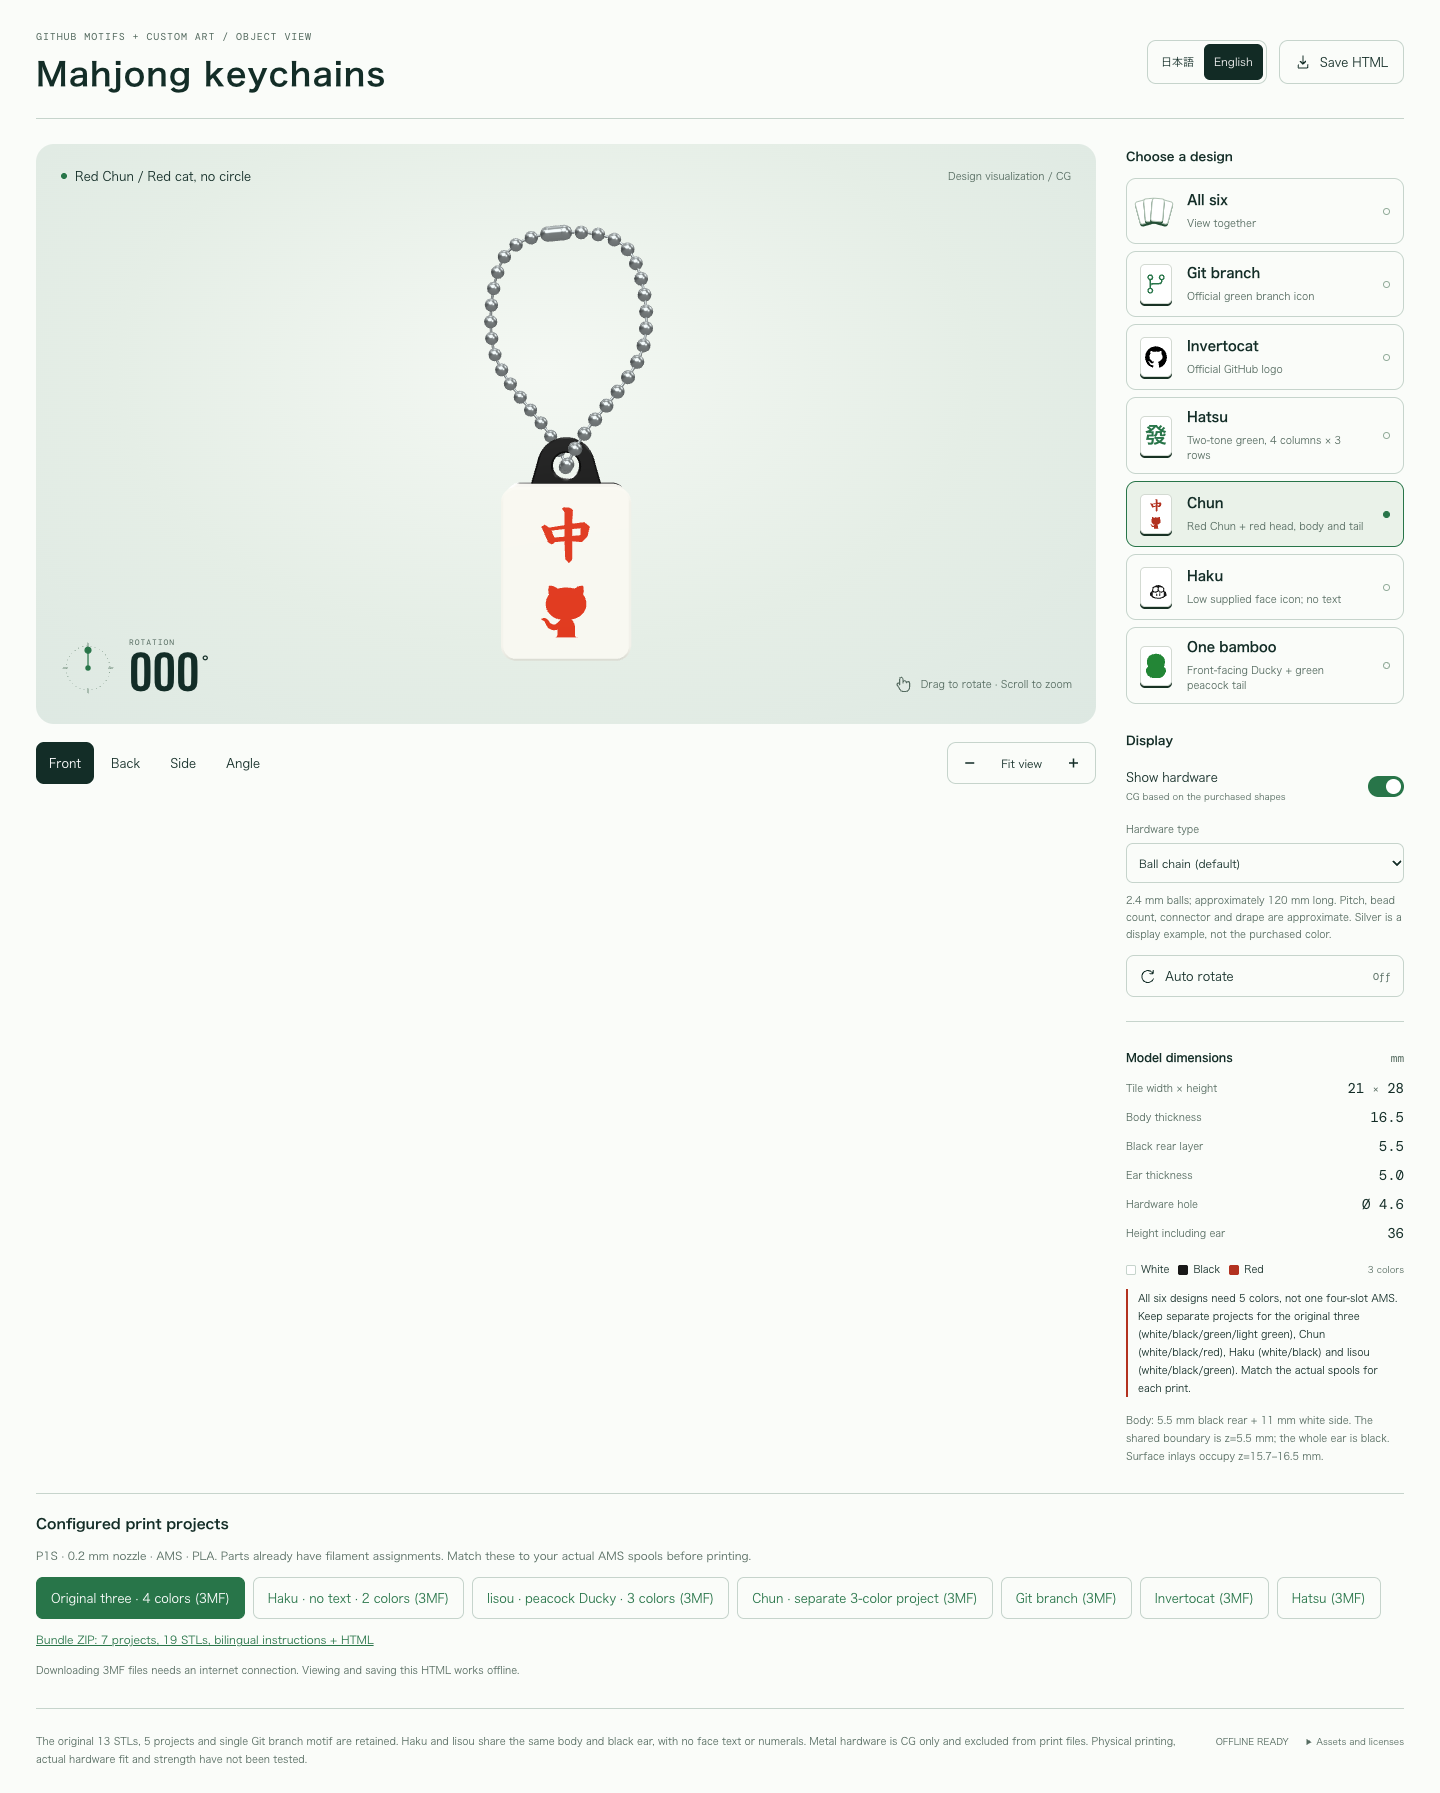 GITHUB MOTIFS + CUSTOM ART / OBJECT VIEW
Mahjong keychains
日本語
English
Save HTML
Red Chun / Red cat, no circle
Design visualization / CG
中
ROTATION
000°
Drag to rotate · Scroll to zoom
Front
Back
Side
Angle
− Fit view +
Choose a design
All six
View together
Git branch
Official green branch icon
Invertocat
Official GitHub logo
發
Hatsu
Two-tone green, 4 columns × 3
rows
中
Chun
Red Chun + red head, body and tail
Haku
Low supplied face icon; no text
One bamboo
Front-facing Ducky + green
peacock tail
Display
Show hardware
CG based on the purchased shapes
Hardware type
Ball chain (default)
2.4 mm balls; approximately 120 mm long. Pitch, bead
count, connector and drape are approximate. Silver is a
display example, not the purchased color.
Auto rotate
Off
Model dimensions
mm
Tile width × height
21 × 28
Body thickness
16.5
Black rear layer
5.5
Ear thickness
5.0
Hardware hole
Ø 4.6
Height including ear
36
White
Black
Red
3 colors
All six designs need 5 colors, not one four-slot AMS.
Keep separate projects for the original three
(white/black/green/light green), Chun
(white/black/red), Haku (white/black) and Iisou
(white/black/green). Match the actual spools for
each print.
Body: 5.5 mm black rear + 11 mm white side. The
shared boundary is z=5.5 mm; the whole ear is black.
Surface inlays occupy z=15.7–16.5 mm.
Configured print projects
P1S · 0.2 mm nozzle · AMS · PLA. Parts already have filament assignments. Match these to your actual AMS spools before printing.
Original three · 4 colors (3MF)
Haku · no text · 2 colors (3MF)
Iisou · peacock Ducky · 3 colors (3MF)
Chun · separate 3-color project (3MF)
Git branch (3MF)
Invertocat (3MF)
Hatsu (3MF)
Bundle ZIP: 7 projects, 19 STLs, bilingual instructions + HTML
Downloading 3MF files needs an internet connection. Viewing and saving this HTML works offline.
The original 13 STLs, 5 projects and single Git branch motif are retained. Haku and Iisou share the same body and black ear, with no face text or numerals. Metal hardware is CG only and excluded from print files. Physical printing,
actual hardware fit and strength have not been tested.
OFFLINE READY
▶ Assets and licenses